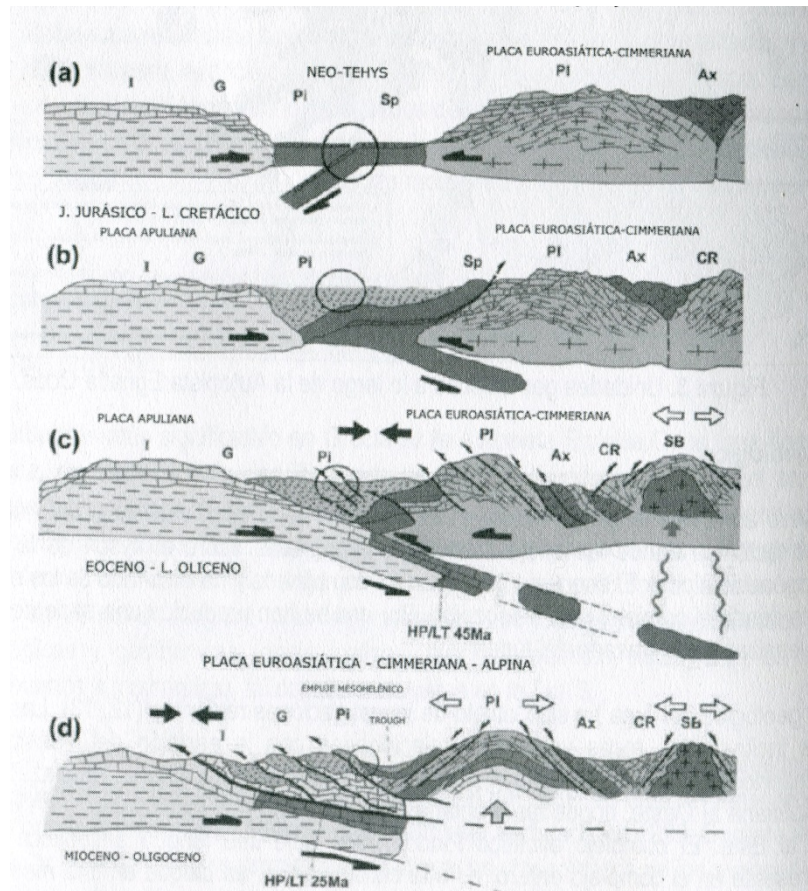 (a)
NEO-TEHYS
PLACA EUROASIÁTICA-CIMMERIANA
I G Pi Sp Pl Ax
J. JURÁSICO - L. CRETÁCICO
PLACA APULIANA
PLACA EUROASIÁTICA-CIMMERIANA
(b)
I G Pi Sp Pl Ax CR
PLACA APULIANA
PLACA EUROASIÁTICA-CIMMERIANA
(c)
I G Pi Pl Ax CR SB
EOCENO - L. OLICENO
HP/LT 45Ma
PLACA EUROASIÁTICA - CIMMERIANA - ALPINA
EMPUJE MESOHELÉNICO
TROUGH
(d)
I G Pi Pl Ax CR Sb
MIOCENO - OLIGOCENO
HP/LT 25Ma